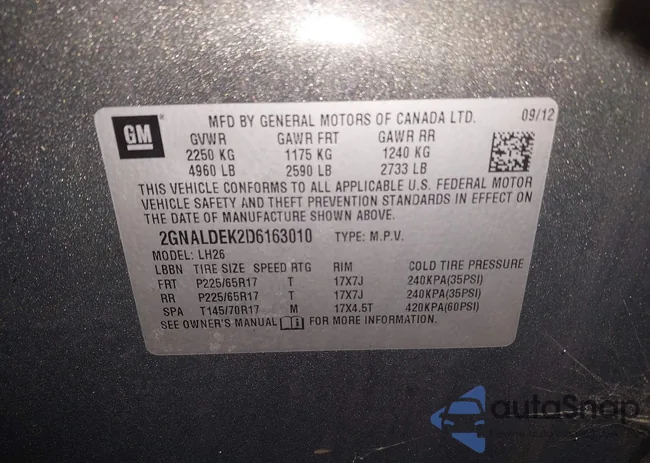 GM
MFD BY GENERAL MOTORS OF CANADA LTD. 09/12
GVWR GAWR FRT GAWR RR
2250 KG 1175 KG 1240 KG
4960 LB 2590 LB 2733 LB
THIS VEHICLE CONFORMS TO ALL APPLICABLE U.S. FEDERAL MOTOR
VEHICLE SAFETY AND THEFT PREVENTION STANDARDS IN EFFECT ON
THE DATE OF MANUFACTURE SHOWN ABOVE.
2GNALDEK2D6163010 TYPE: M.P.V.
MODEL: LH26
LBBN TIRE SIZE SPEED RTG RIM COLD TIRE PRESSURE
FRT P225/65R17 T 17X7J 240KPA(35PSI)
RR P225/65R17 T 17X7J 240KPA(35PSI)
SPA T145/70R17 M 17X4.5T 420KPA(60PSI)
SEE OWNER'S MANUAL FOR MORE INFORMATION.
autoSnap